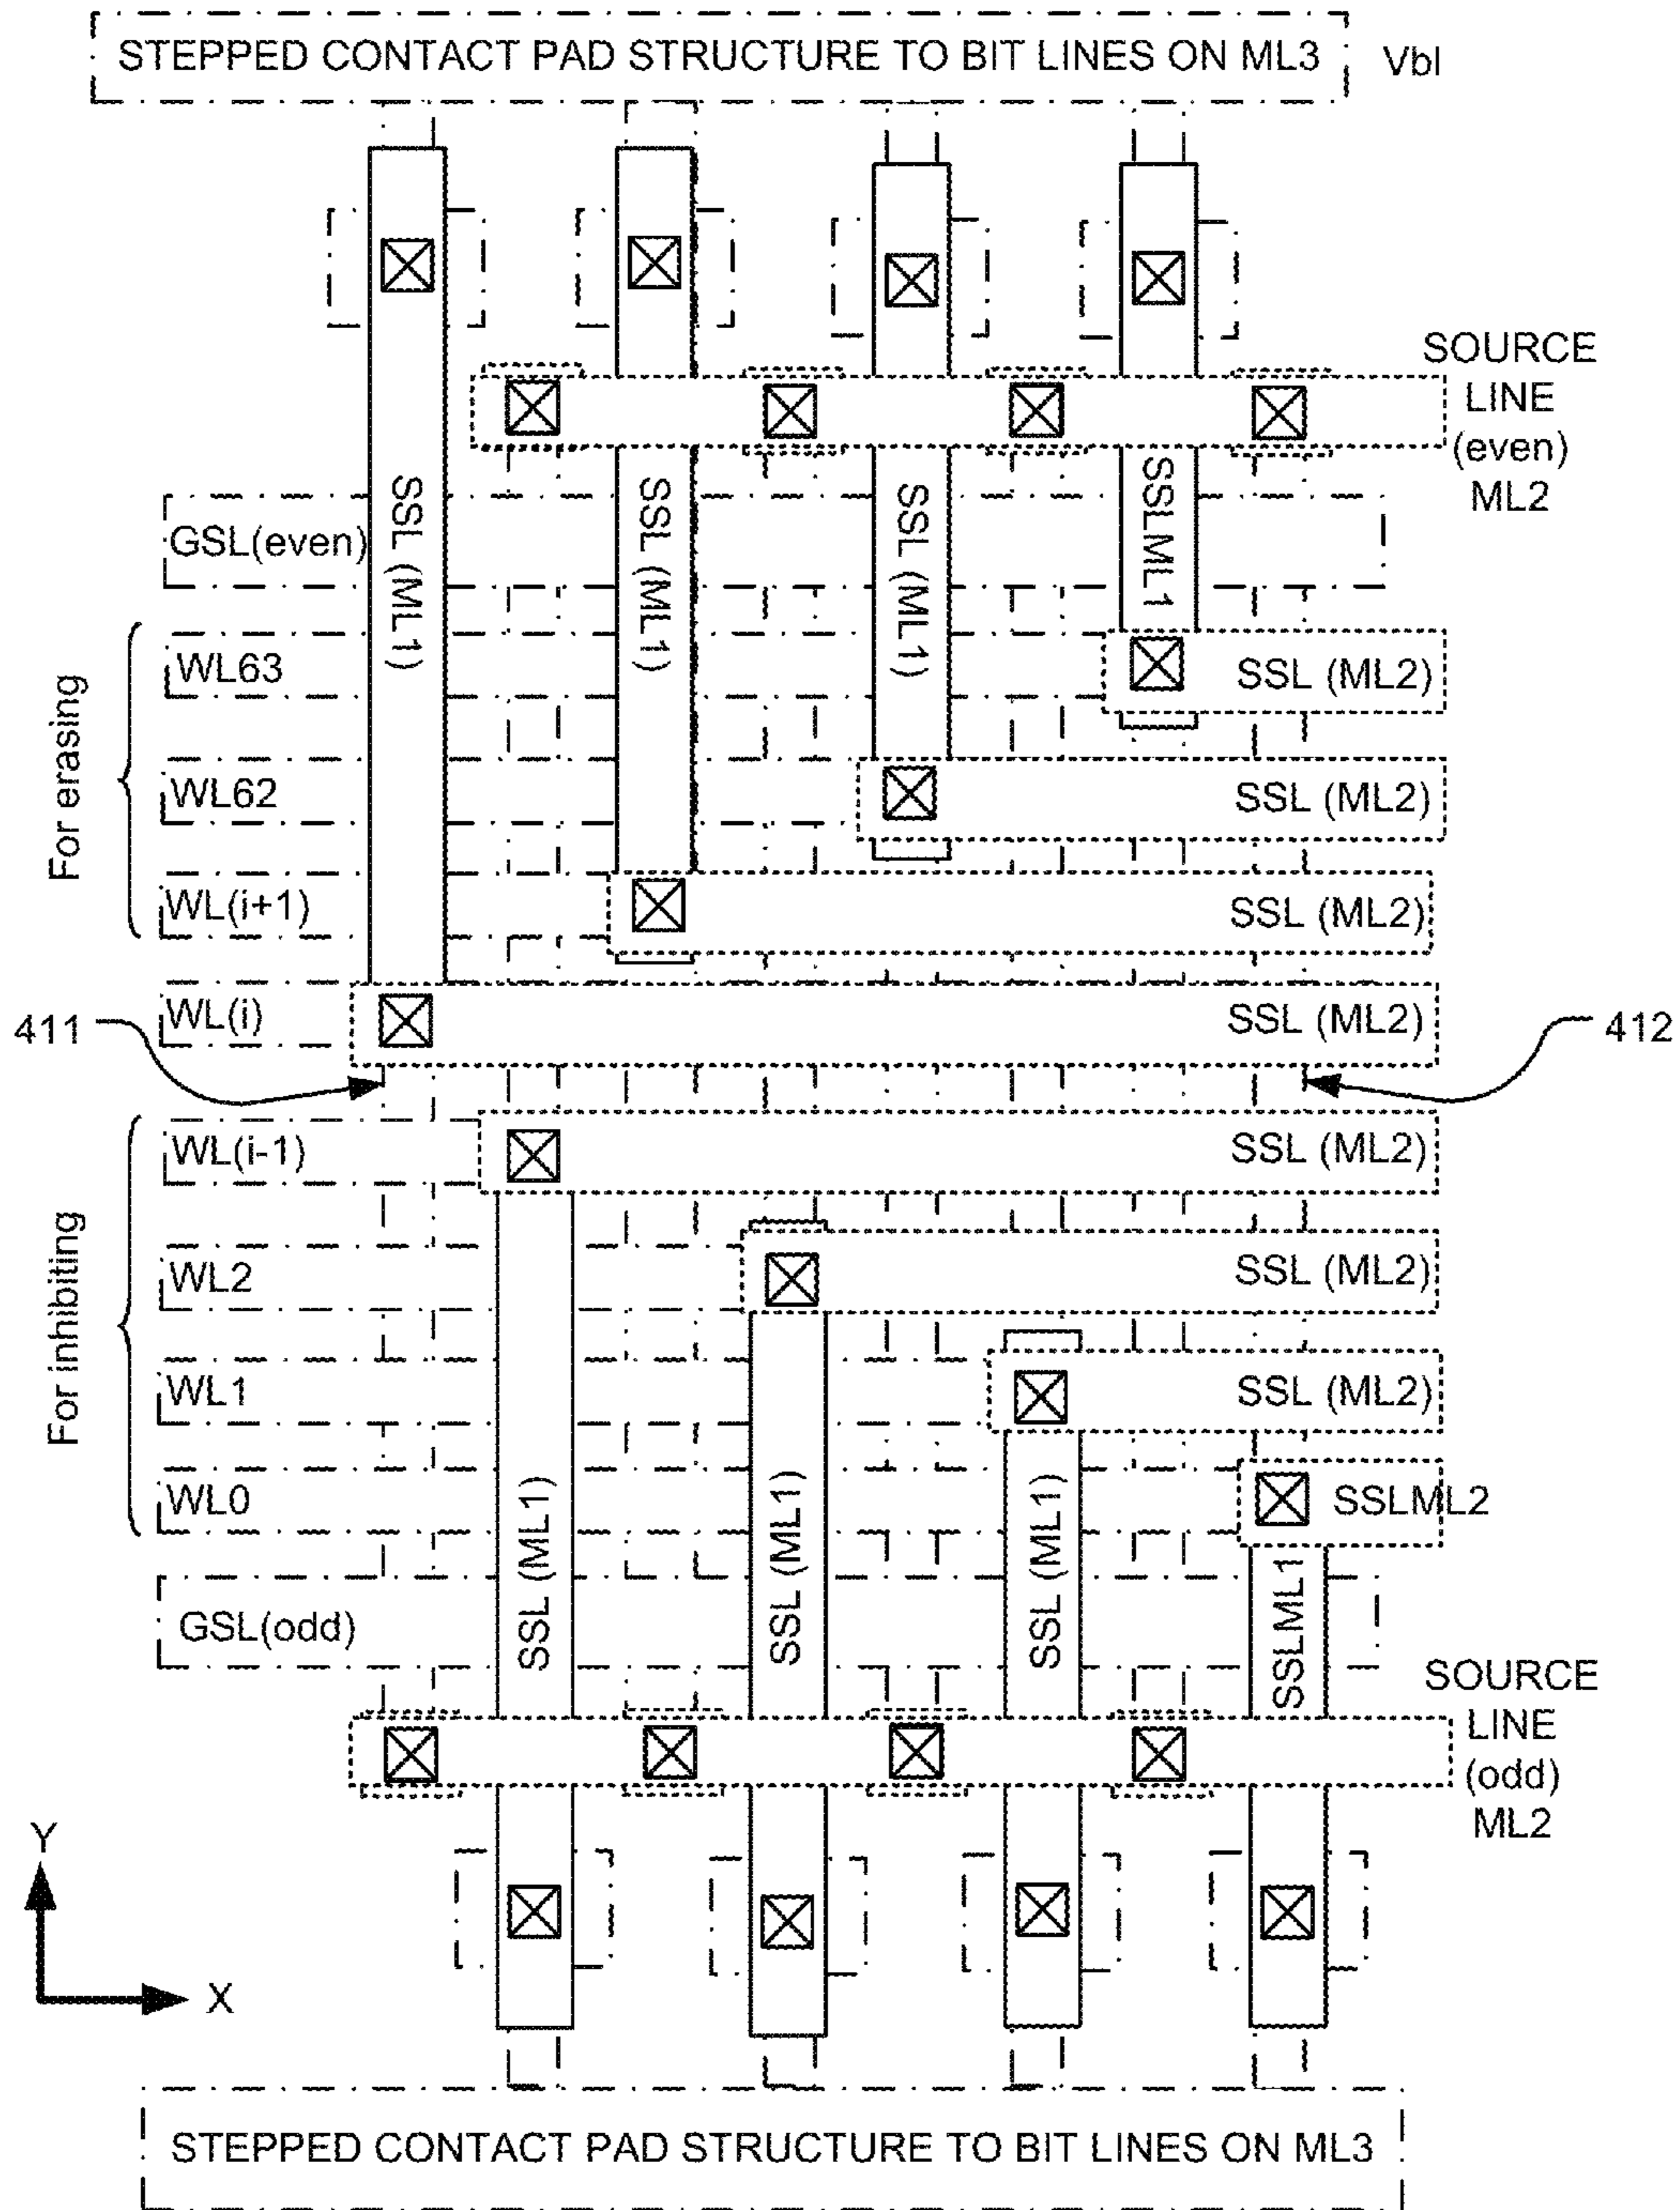 STEPPED CONTACT PAD STRUCTURE TO BIT LINES ON ML3
Vbl
SOURCE
LINE
(even)
ML2
SSL (ML1)
SSL (ML1)
SSL (ML1)
SSLML1
GSL(even)
For erasing
WL63
SSL (ML2)
WL62
SSL (ML2)
WL(i+1)
SSL (ML2)
WL(i)
SSL (ML2)
411
412
For inhibiting
WL(i-1)
SSL (ML2)
WL2
SSL (ML2)
WL1
SSL (ML2)
WL0
SSLML2
SSL (ML1)
SSL (ML1)
SSL (ML1)
SSLML1
GSL(odd)
SOURCE
LINE
(odd)
ML2
Y
X
STEPPED CONTACT PAD STRUCTURE TO BIT LINES ON ML3